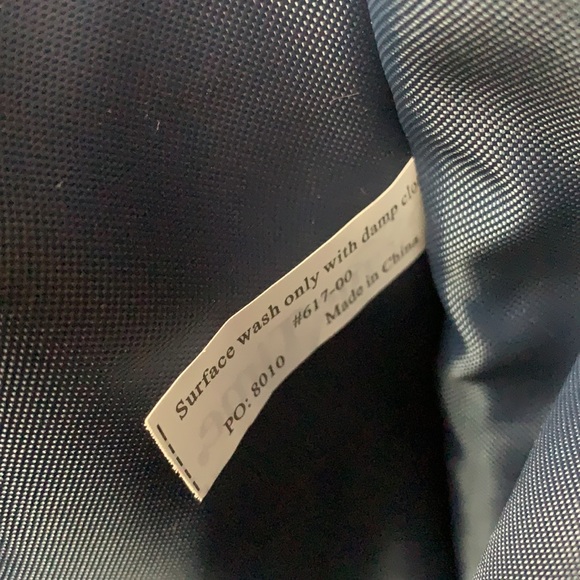 Surface wash only with damp clo
#617-00
PO: 8010 Made in China